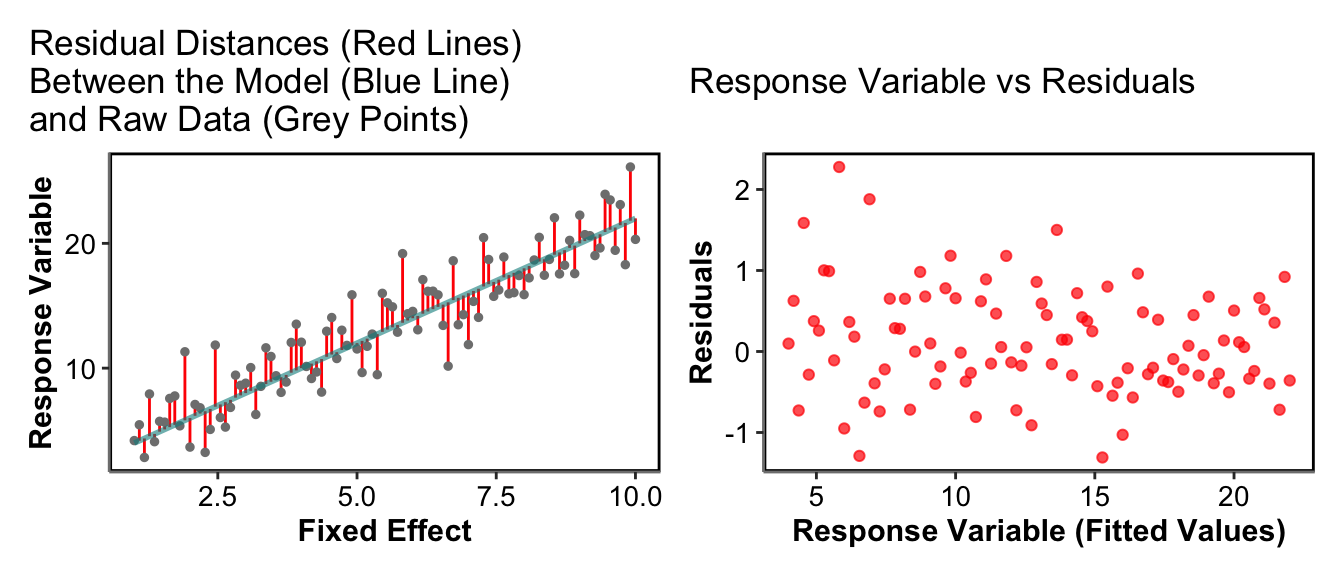 Residual Distances (Red Lines)
Between the Model (Blue Line)
and Raw Data (Grey Points)
Response Variable
20
10
2.5
5.0
7.5
10.0
Fixed Effect
Response Variable vs Residuals
Residuals
2
1
0
-1
5
10
15
20
Response Variable (Fitted Values)